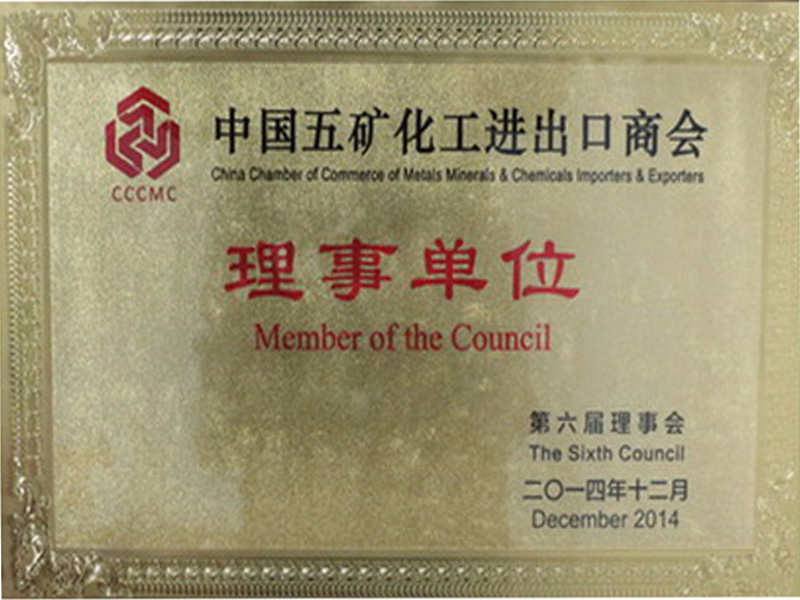 中国五矿化工进出口商会
China Chamber of Commerce of Metals Minerals & Chemicals Importers & Exporters
CCCMC
理事单位
Member of the Council
第六届理事会
The Sixth Council
二〇一四年十二月
December 2014